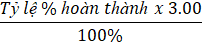 Tỷ lệ % hoàn thành x 3.00
100%